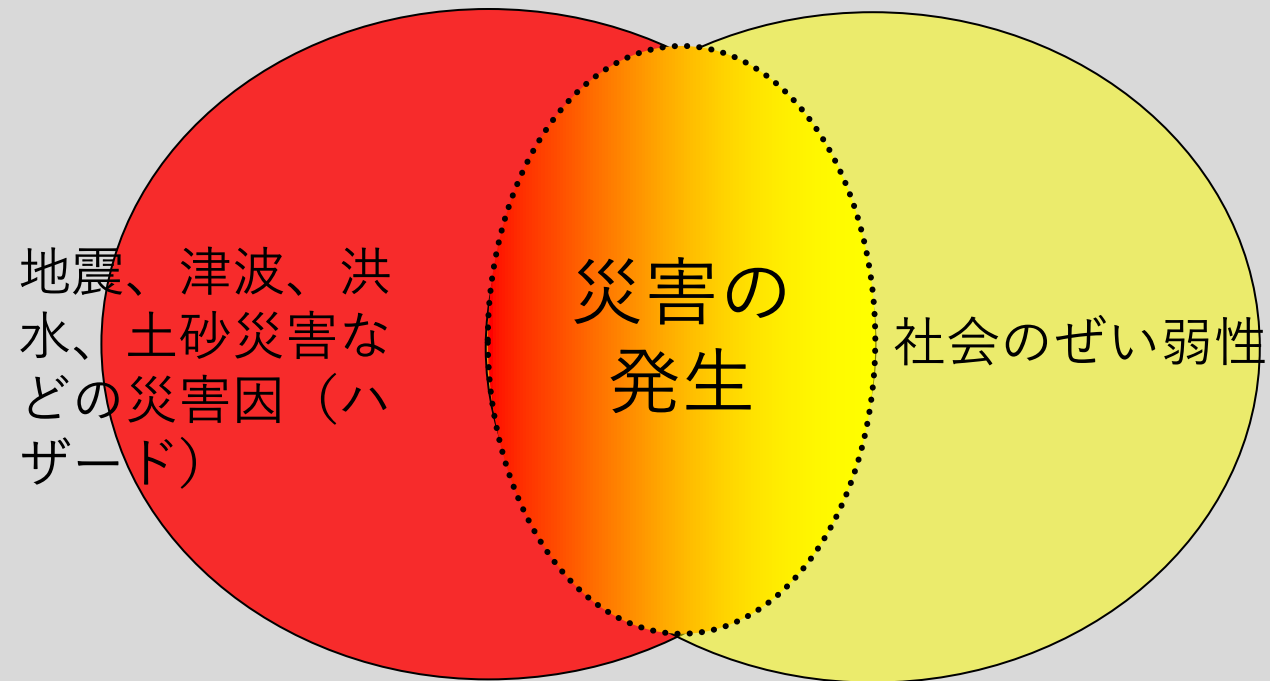 地震、津波、洪
水、土砂災害な
どの災害因（ハ
ザード）
災害の
発生
社会のぜい弱性